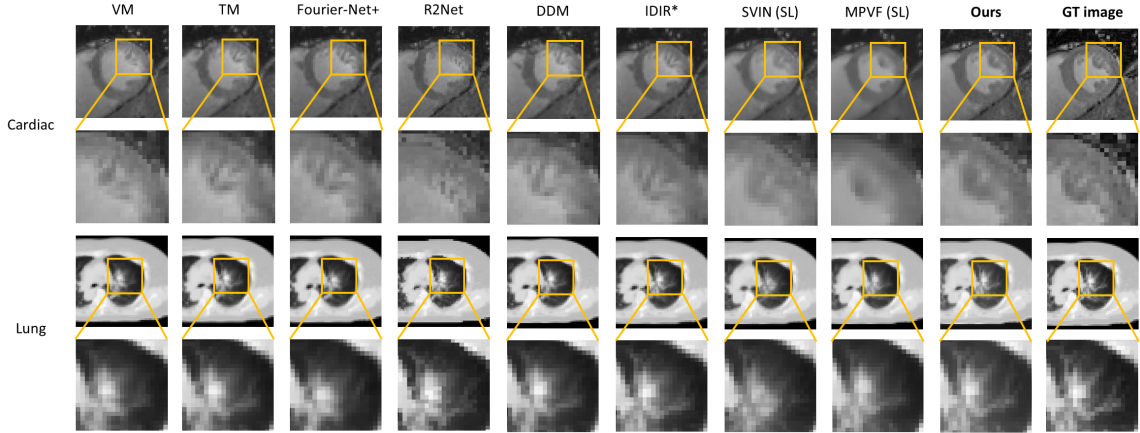 VM TM Fourier-Net+ R2Net DDM IDIR* SVIN (SL) MPVF (SL) Ours GT image
Cardiac
Lung